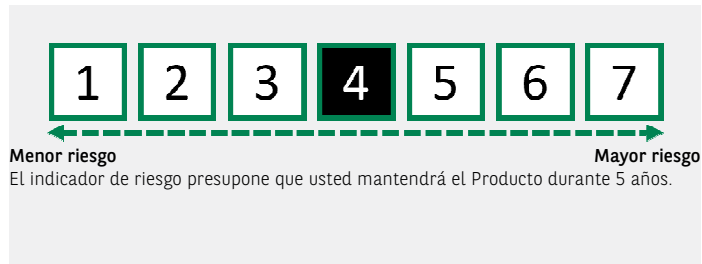 1 2 3 4 5 6 7
Menor riesgo Mayor riesgo
El indicador de riesgo presupone que usted mantendrá el Producto durante 5 años.